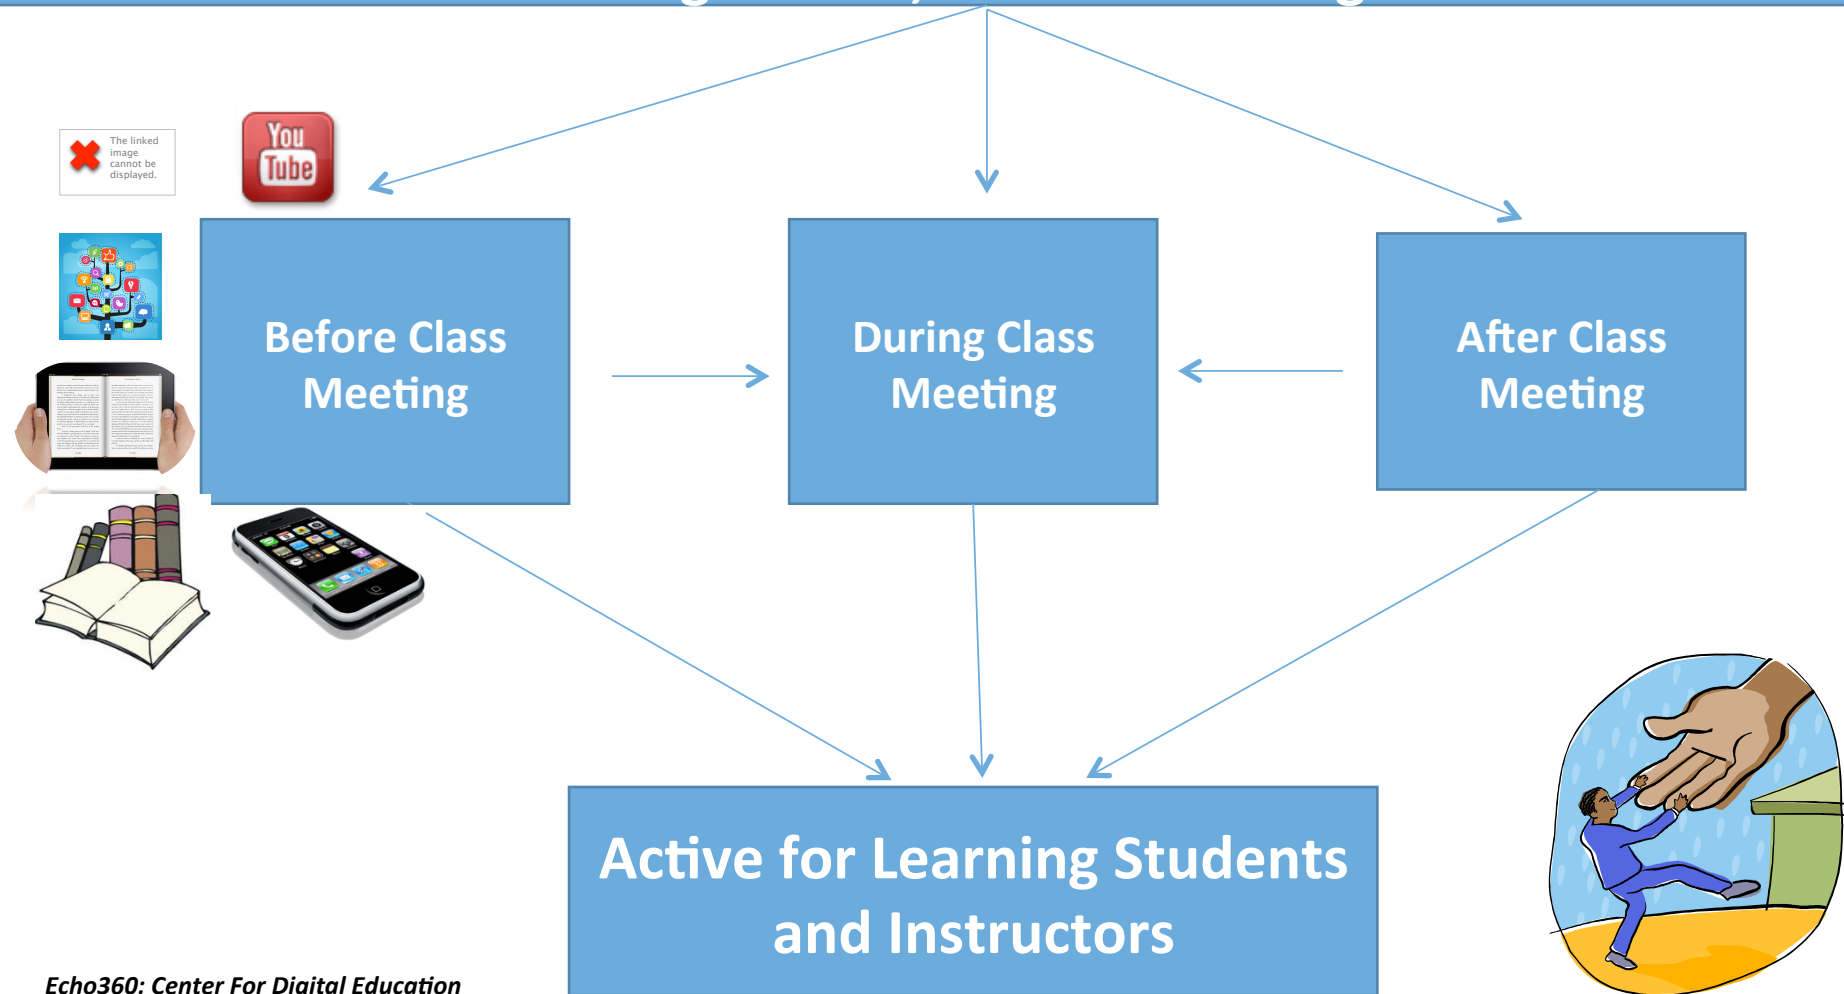 The linked
image
cannot be
displayed.
You
Tube
Before Class
Meeting
During Class
Meeting
After Class
Meeting
Active for Learning Students
and Instructors
Echo360: Center For Digital Education